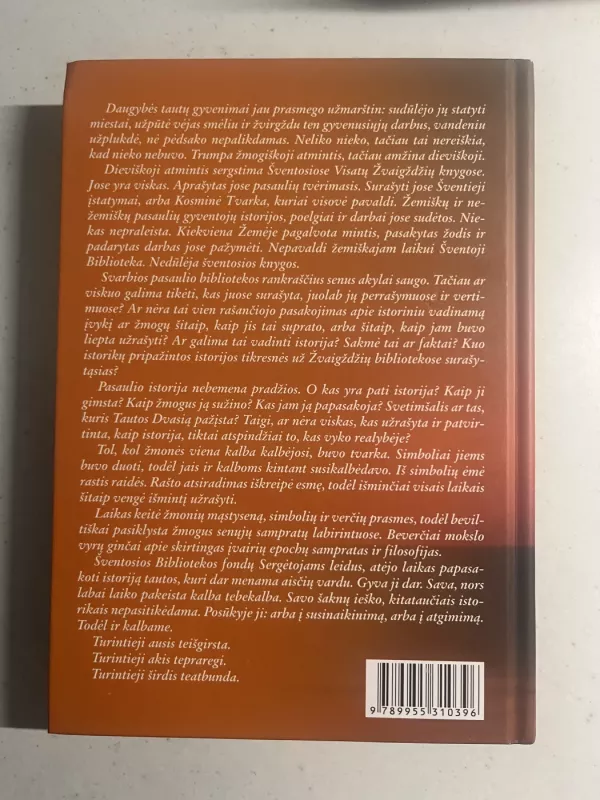 Daugybės tautų gyvenimai jau prasmego užmarštin: sudūlėjo jų statyti
miestai, užpūtė vėjas smėliu ir žvirgždu ten gyvenusiųjų darbus, vandeniu
užplukdė, nė pėdsako nepalikdamas. Neliko nieko, tačiau tai nereiškia,
kad nieko nebuvo. Trumpa žmogiškoji atmintis, tačiau amžina dieviškoji.
Dieviškoji atmintis sergstima Šventosiose Visatų Žvaigždžių knygose.
Jose yra viskas. Aprašytas jose pasaulių tvėrimasis. Surašyti jose Šventieji
įstatymai, arba Kosminė Tvarka, kuriai visovė pavaldi. Žemiškų ir ne-
žemiškų pasaulių gyventojų istorijos, poelgiai ir darbai jose sudėtos. Nie-
kas nepraleista. Kiekviena Žemėje pagalvota mintis, pasakytas žodis ir
padarytas darbas jose pažymėti. Nepavaldi žemiškajam laikui Šventoji
Biblioteka. Nedūlėja šventosios knygos.
Svarbios pasaulio bibliotekos rankraščius senus akylai saugo. Tačiau ar
viskuo galima tikėti, kas juose surašyta, juolab jų perrašymuose ir verti-
muose? Ar nėra tai vien rašančiojo pasakojimas apie istoriniu vadinamą
įvykį ar žmogų šitaip, kaip jis tai suprato, arba šitaip, kaip jam buvo
liepta užrašyti? Ar galima tai vadinti istorija? Sakmė tai ar faktai? Kuo
istorikų pripažintos istorijos tikresnės už Žvaigždžių bibliotekose surašy-
tąsias?
Pasaulio istorija nebemena pradžios. O kas yra pati istorija? Kaip ji
gimsta? Kaip žmogus ją sužino? Kas jam ją papasakoja? Svetimšalis ar tas,
kuris Tautos Dvasią pažįsta? Taigi, ar nėra viskas, kas užrašyta ir patvir-
tinta, kaip istorija, tiktai atspindžiai to, kas vyko realybėje?
Tol, kol žmonės viena kalba kalbėjosi, buvo tvarka. Simboliai jiems
buvo duoti, todėl jais ir kalboms kintant susikalbėdavo. Iš simbolių ėmė
rastis raidės. Rašto atsiradimas iškreipė esmę, todėl išminčiai visais laikais
šitaip vengė išmintį užrašyti.
Laikas keitė žmonių mąstyseną, simbolių ir verčių prasmes, todėl bevil-
tiškai pasiklysta žmogus senųjų sampratų labirintuose. Beverčiai mokslo
vyrų ginčai apie skirtingas įvairių epochų sampratas ir filosofijas.
Šventosios Bibliotekos fondų Sergėtojams leidus, atėjo laikas papasa-
koti istoriją tautos, kuri dar menama aisčių vardu. Gyva ji dar. Sava, nors
labai laiko pakeista kalba tebekalba. Savo šaknų ieško, kitataučiais isto-
rikais nepasitikėdama. Posūkyje ji: arba į susinaikinimą, arba į atgimimą.
Todėl ir kalbame.
Turintieji ausis teišgirsta.
Turintieji akis tepraregi.
Turintieji širdis teatbunda.
9 789955 310396